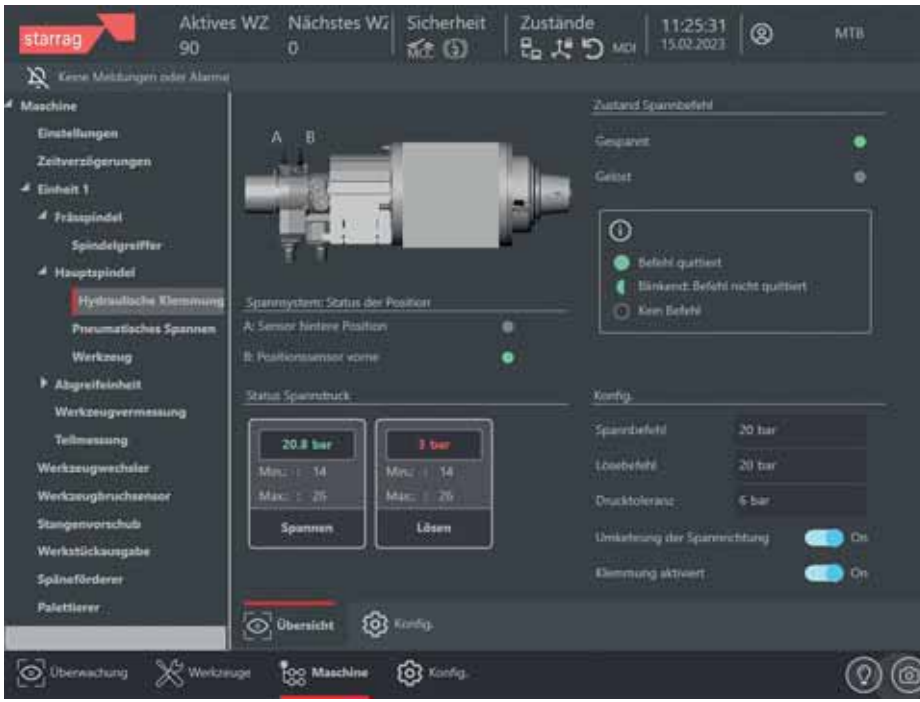 starrag
Aktives WZ
90
Nächstes WZ
0
Sicherheit
Zustände
MDI
11:25:31
15.02.2023
MTB
Keine Meldungen oder Alarme
Maschine
Einstellungen
Zeitverzögerungen
Einheit 1
Frässpindel
Spindelgreiffer
Hauptspindel
Hydraulische Klemmung
Pneumatisches Spannen
Werkzeug
Abgreifeinheit
Werkzeugvermessung
Teilmessung
Werkzeugwechsler
Werkzeugbruchsensor
Stangenvorschub
Werkstückausgabe
Späneförderer
Palettierer
A B
Spannsystem: Status der Position
A: Sensor hintere Position
B: Positionssensor vorne
Status Spanndruck
20.8 bar
Min.: : 14
Max.: : 26
Spannen
3 bar
Min.: : 14
Max.: : 26
Lösen
Zustand Spannbefehl
Gespannt
Gelöst
Befehl quittiert
Blinkend: Befehl nicht quittiert
Kein Befehl
Konfig.
Spannbefehl 20 bar
Lösebefehl 20 bar
Drucktoleranz 6 bar
Umkehrung der Spannrichtung On
Klemmung aktiviert On
Übersicht
Konfig.
Überwachung
Werkzeuge
Maschine
Konfig.